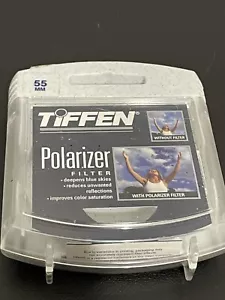 55
MM
TIFFEN
WITHOUT FILTER
Polarizer
FILTER
• deepens blue skies
• reduces unwanted
reflections
• improves color saturation
WITH POLARIZER FILTER